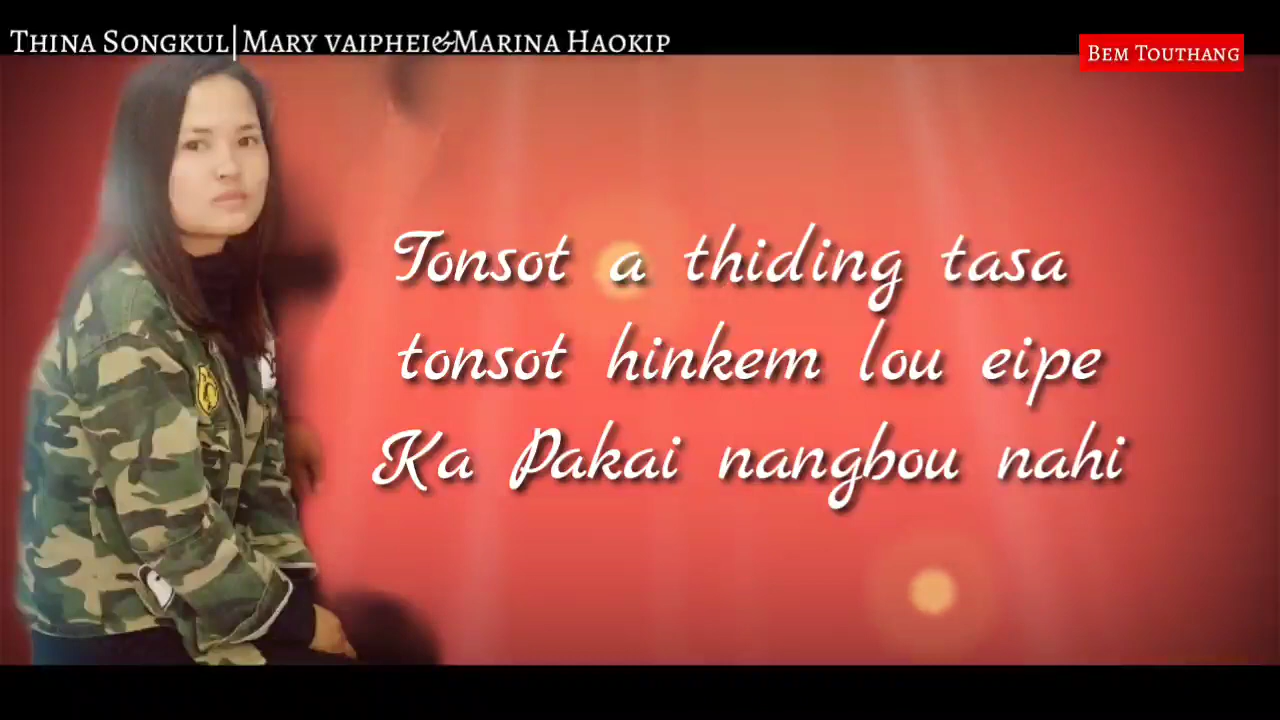 Thina Songkul|Mary vaiphei&Marina Haokip
Bem Touthang
Tonsot a thiding tasa
tonsot hinkem lou eipe
Ka Pakai nangbou nahi